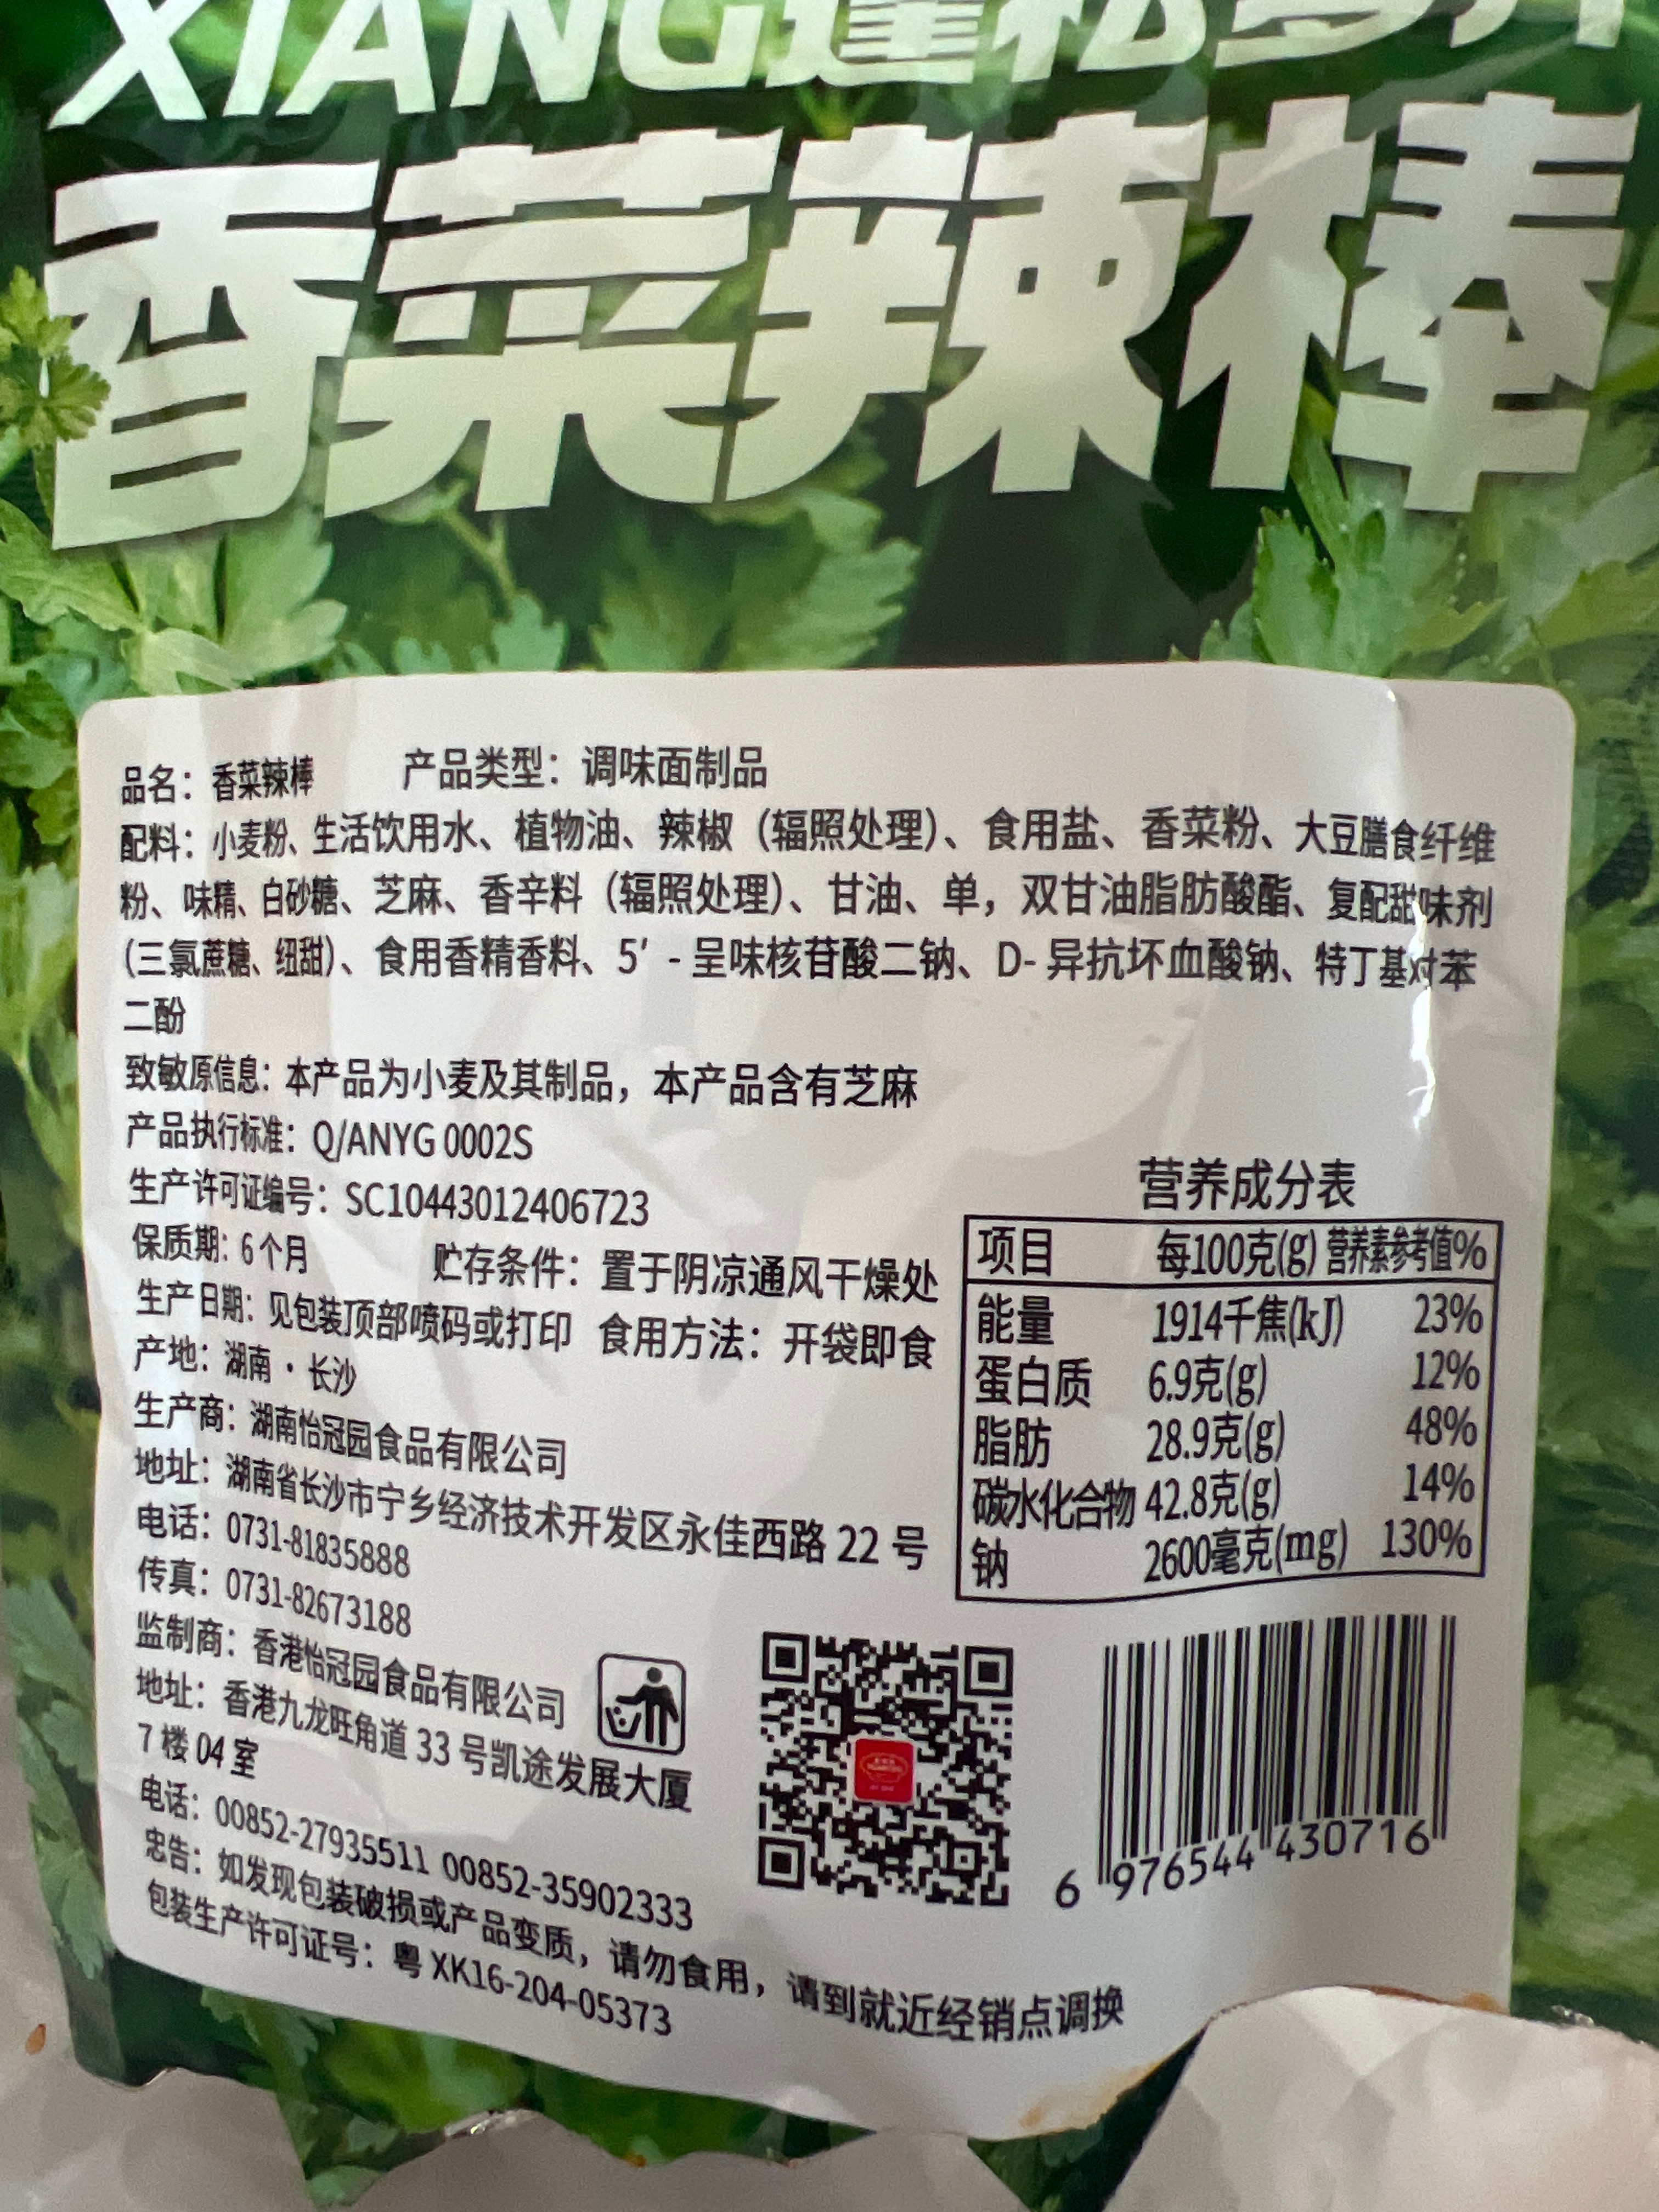 XIANG蓬松多汁
香菜辣棒
品名：香菜辣棒 产品类型：调味面制品
配料：小麦粉、生活饮用水、植物油、辣椒（辐照处理）、食用盐、香菜粉、大豆膳食纤维
粉、味精、白砂糖、芝麻、香辛料（辐照处理）、甘油、单，双甘油脂肪酸酯、复配甜味剂
(三氯蔗糖、纽甜)、食用香精香料、5′-呈味核苷酸二钠、D-异抗坏血酸钠、特丁基对苯
二酚
致敏原信息：本产品为小麦及其制品，本产品含有芝麻
产品执行标准：Q/ANYG 0002S
生产许可证编号：SC10443012406723
保质期：6个月 贮存条件：置于阴凉通风干燥处
生产日期：见包装顶部喷码或打印 食用方法：开袋即食
产地：湖南·长沙
生产商：湖南怡冠园食品有限公司
地址：湖南省长沙市宁乡经济技术开发区永佳西路 22 号
电话：0731-81835888
传真：0731-82673188
监制商：香港怡冠园食品有限公司
地址：香港九龙旺角道 33 号凯途发展大厦
7 楼 04 室
电话：00852-27935511 00852-35902333
忠告：如发现包装破损或产品变质，请勿食用，请到就近经销点调换
包装生产许可证号：粤 XK16-204-05373
营养成分表
项目 每100克(g) 营养素参考值%
能量 1914千焦(kJ) 23%
蛋白质 6.9克(g) 12%
脂肪 28.9克(g) 48%
碳水化合物 42.8克(g) 14%
钠 2600毫克(mg) 130%
6 976544 430716